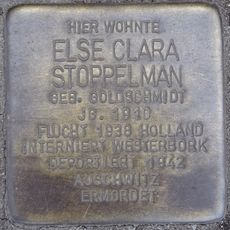 HIER WOHNTE
ELSE CLARA
STOPPELMAN
GEB. GOLDSCHMIDT
JG. 1910
FLUCHT 1938 HOLLAND
INTERNIERT WESTERBORK
DEPORTIERT 1942
AUSCHWITZ
ERMORDET